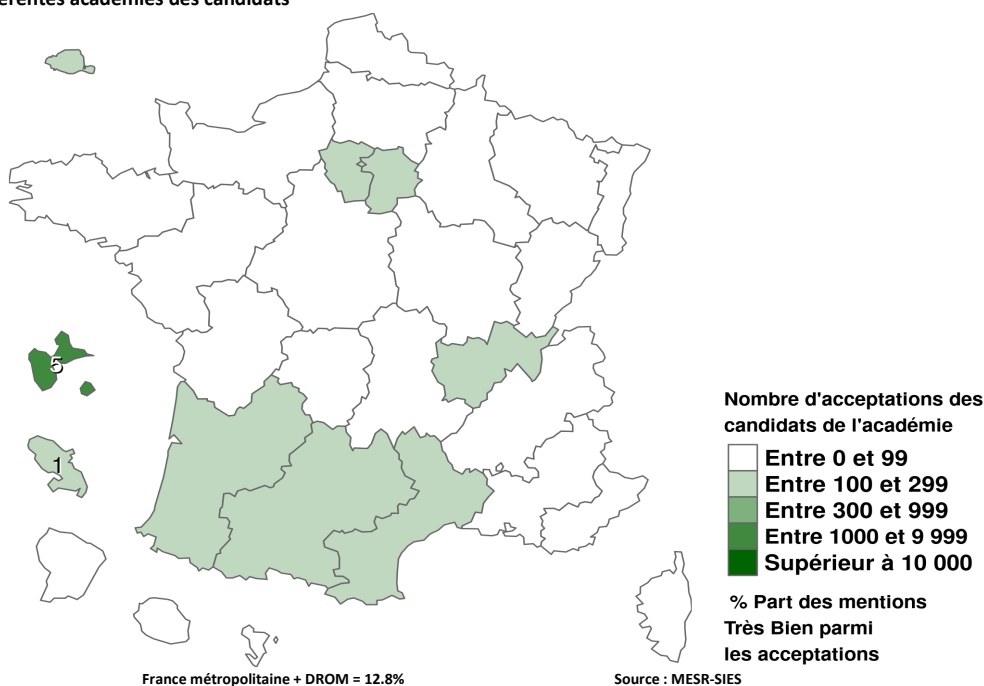 5
1
Nombre d'acceptations des
candidats de l'académie
Entre 0 et 99
Entre 100 et 299
Entre 300 et 999
Entre 1000 et 9 999
Supérieur à 10 000
% Part des mentions
Très Bien parmi
les acceptations
France métropolitaine + DROM = 12.8%
Source : MESR-SIES